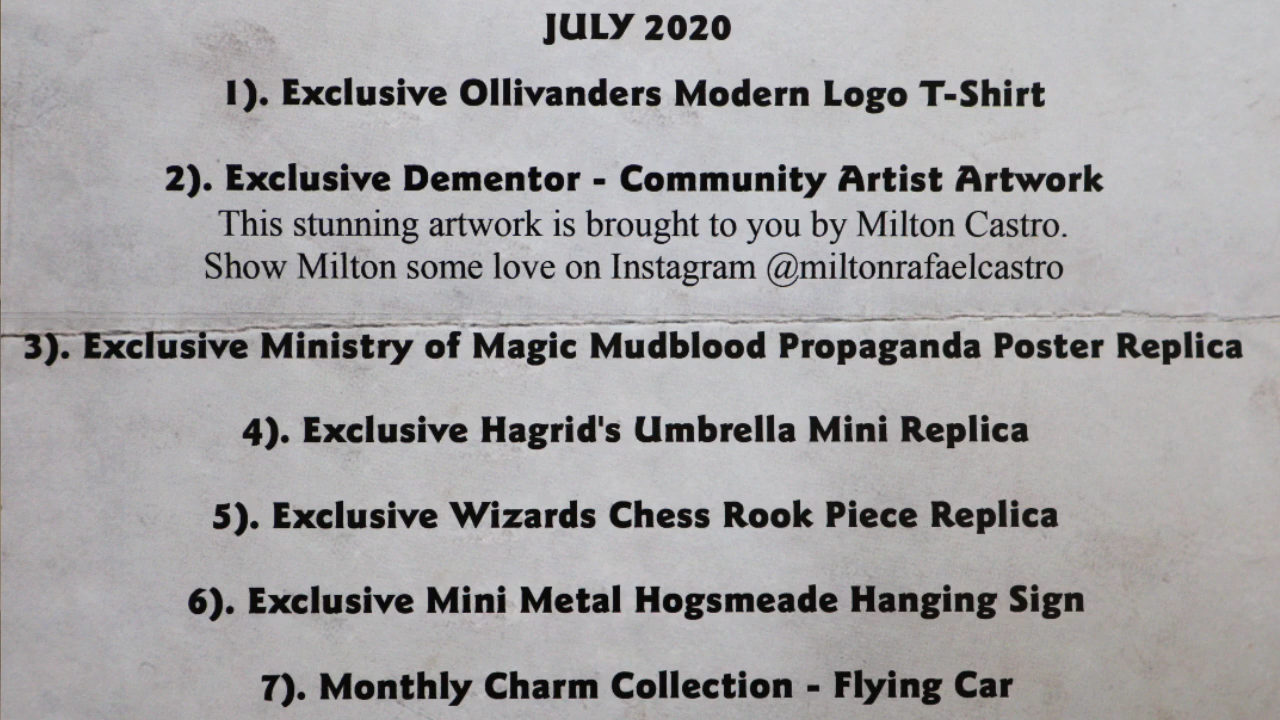 JULY 2020
1). Exclusive Ollivanders Modern Logo T-Shirt
2). Exclusive Dementor - Community Artist Artwork
This stunning artwork is brought to you by Milton Castro.
Show Milton some love on Instagram @miltonrafaelcastro
3). Exclusive Ministry of Magic Mudblood Propaganda Poster Replica
4). Exclusive Hagrid's Umbrella Mini Replica
5). Exclusive Wizards Chess Rook Piece Replica
6). Exclusive Mini Metal Hogsmeade Hanging Sign
7). Monthly Charm Collection - Flying Car